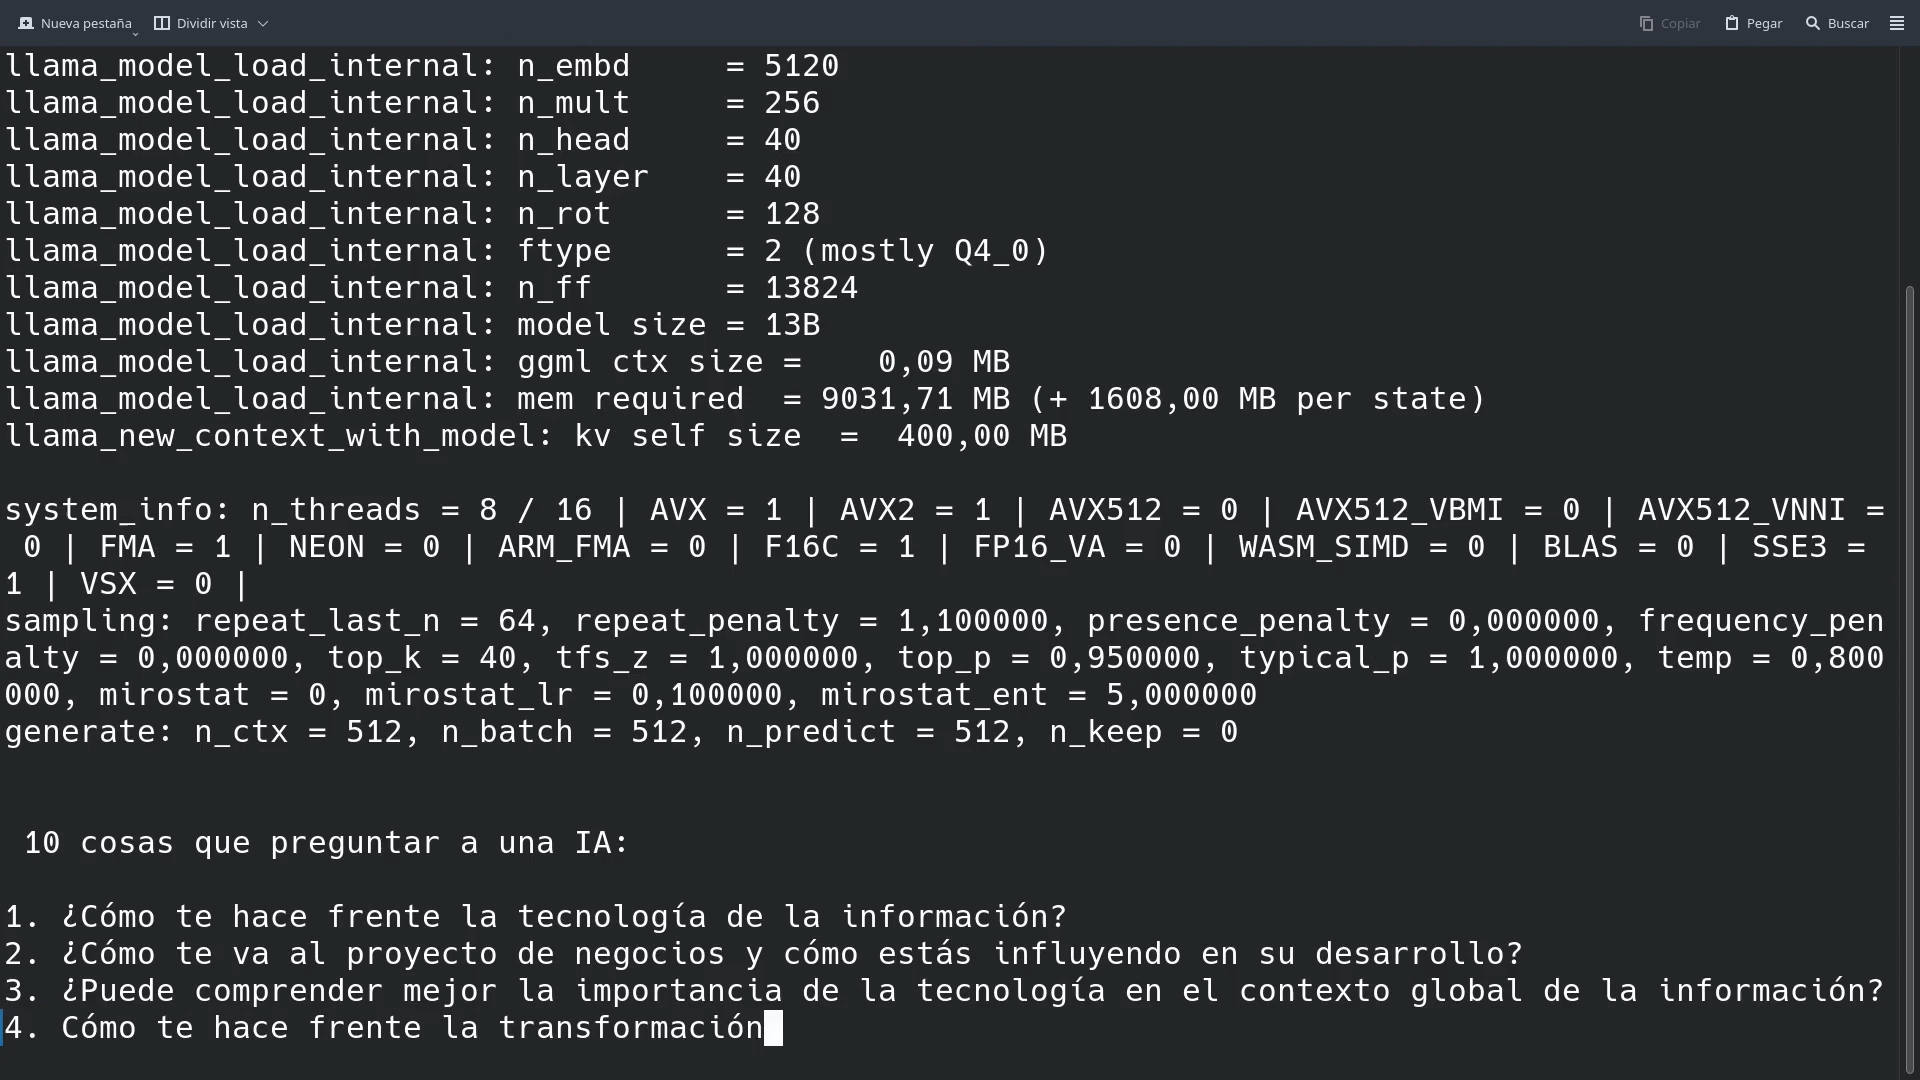 Nueva pestaña Dividir vista Copiar Pegar Buscar
llama_model_load_internal: n_embd     = 5120
llama_model_load_internal: n_mult     = 256
llama_model_load_internal: n_head     = 40
llama_model_load_internal: n_layer    = 40
llama_model_load_internal: n_rot      = 128
llama_model_load_internal: ftype      = 2 (mostly Q4_0)
llama_model_load_internal: n_ff       = 13824
llama_model_load_internal: model size = 13B
llama_model_load_internal: ggml ctx size =    0,09 MB
llama_model_load_internal: mem required  = 9031,71 MB (+ 1608,00 MB per state)
llama_new_context_with_model: kv self size  =  400,00 MB
system_info: n_threads = 8 / 16 | AVX = 1 | AVX2 = 1 | AVX512 = 0 | AVX512_VBMI = 0 | AVX512_VNNI =
 0 | FMA = 1 | NEON = 0 | ARM_FMA = 0 | F16C = 1 | FP16_VA = 0 | WASM_SIMD = 0 | BLAS = 0 | SSE3 =
1 | VSX = 0 |
sampling: repeat_last_n = 64, repeat_penalty = 1,100000, presence_penalty = 0,000000, frequency_pen
alty = 0,000000, top_k = 40, tfs_z = 1,000000, top_p = 0,950000, typical_p = 1,000000, temp = 0,800
000, mirostat = 0, mirostat_lr = 0,100000, mirostat_ent = 5,000000
generate: n_ctx = 512, n_batch = 512, n_predict = 512, n_keep = 0
 10 cosas que preguntar a una IA:
1. ¿Cómo te hace frente la tecnología de la información?
2. ¿Cómo te va al proyecto de negocios y cómo estás influyendo en su desarrollo?
3. ¿Puede comprender mejor la importancia de la tecnología en el contexto global de la información?
4. Cómo te hace frente la transformación